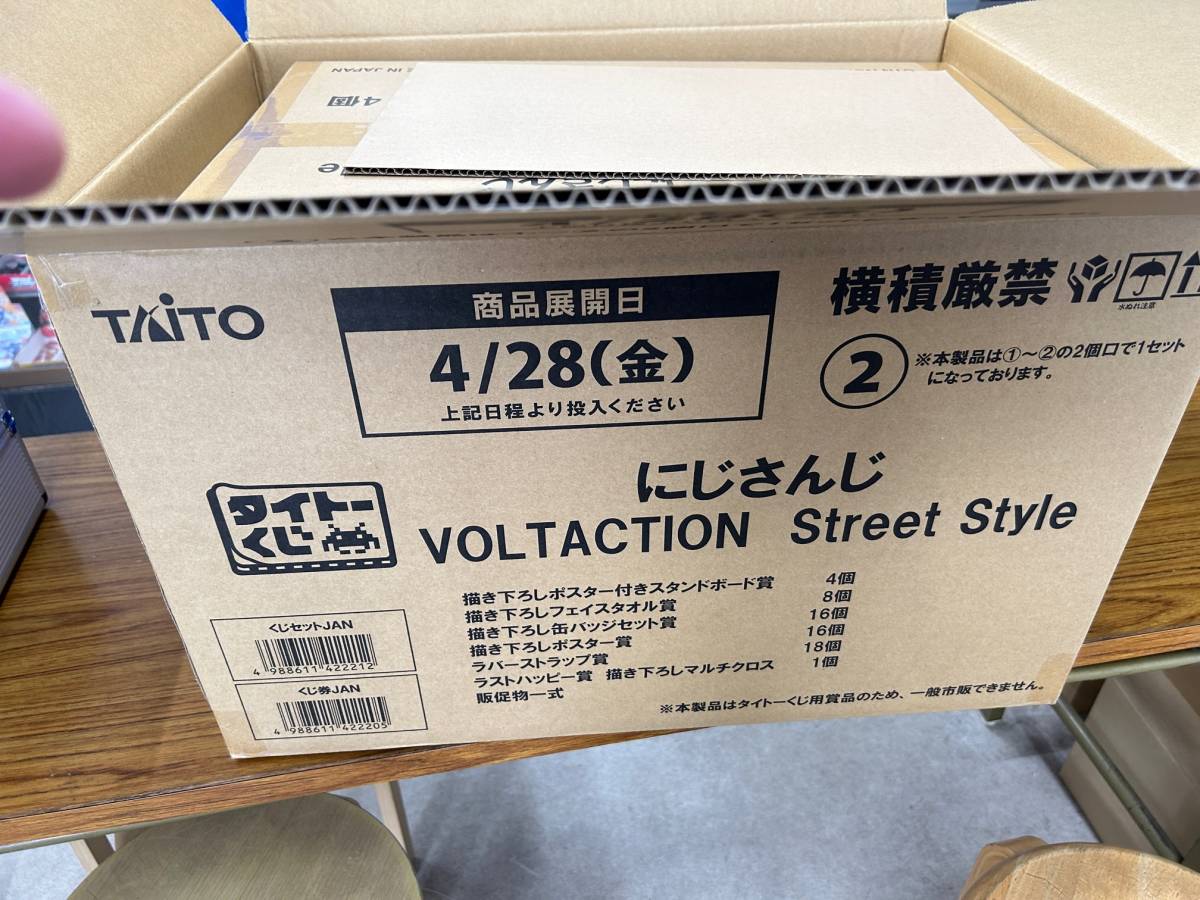 IN JAPAN
4個
TAITO
商品展開日
4/28(金)
上記日程より投入ください
横積厳禁
水ぬれ注意
②
※本製品は①～②の2個口で1セット
になっております。
タイトーくじ
にじさんじ
VOLTACTION Street Style
描き下ろしポスター付きスタンドボード賞 4個
描き下ろしフェイスタオル賞 8個
描き下ろし缶バッジセット賞 16個
描き下ろしポスター賞 16個
ラバーストラップ賞 18個
ラストハッピー賞 描き下ろしマルチクロス 1個
販促物一式
※本製品はタイトーくじ用賞品のため、一般市販できません。
くじセットJAN
4 988611 422212
くじ券JAN
4 988611 422205